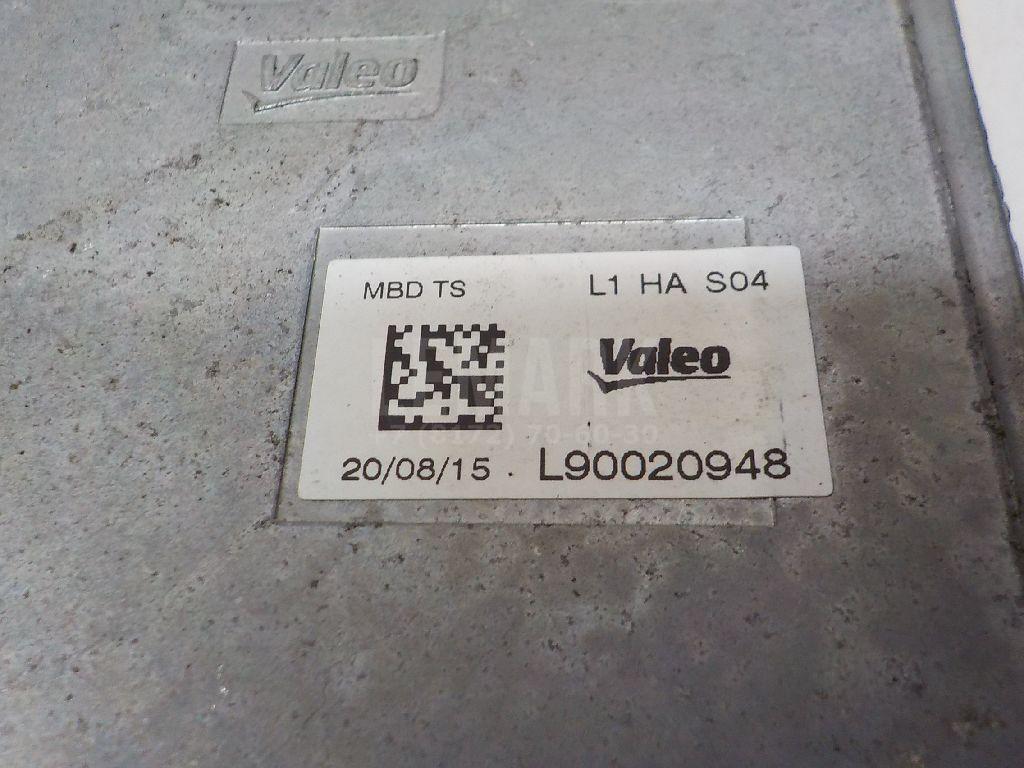 Valeo
MBD TS L1 HA S04
Valeo
20/08/15 . L90020948